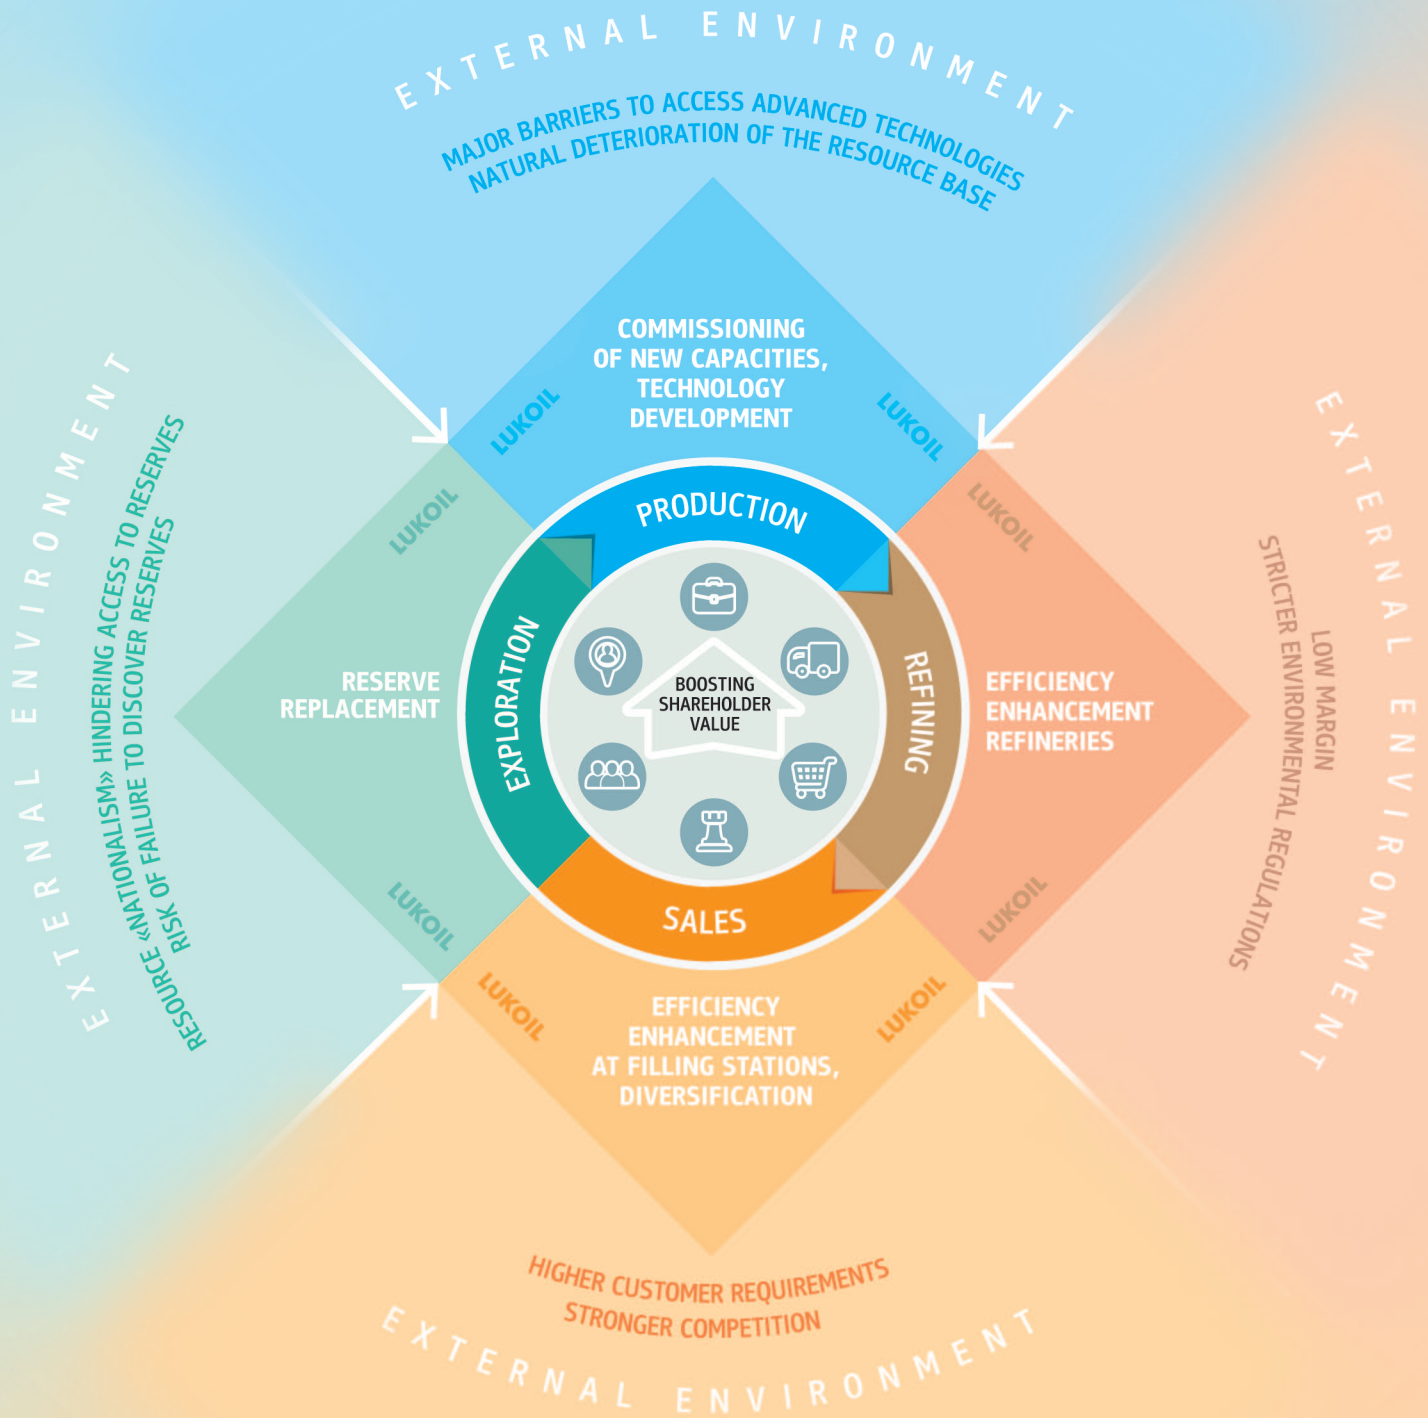 EXTERNAL ENVIRONMENT
MAJOR BARRIERS TO ACCESS ADVANCED TECHNOLOGIES
NATURAL DETERIORATION OF THE RESOURCE BASE
COMMISSIONING
OF NEW CAPACITIES,
TECHNOLOGY
DEVELOPMENT
LUKOIL
LUKOIL
PRODUCTION
EXTERNAL ENVIRONMENT
RESOURCE «NATIONALISM» HINDERING ACCESS TO RESERVES
RISK OF FAILURE TO DISCOVER RESERVES
LUKOIL
RESERVE
REPLACEMENT
LUKOIL
EXPLORATION
BOOSTING
SHAREHOLDER
VALUE
REFINING
LUKOIL
EFFICIENCY
ENHANCEMENT
REFINERIES
LUKOIL
LOW MARGIN
STRICTER ENVIRONMENTAL REGULATIONS
EXTERNAL ENVIRONMENT
SALES
LUKOIL
LUKOIL
EFFICIENCY
ENHANCEMENT
AT FILLING STATIONS,
DIVERSIFICATION
HIGHER CUSTOMER REQUIREMENTS
STRONGER COMPETITION
EXTERNAL ENVIRONMENT